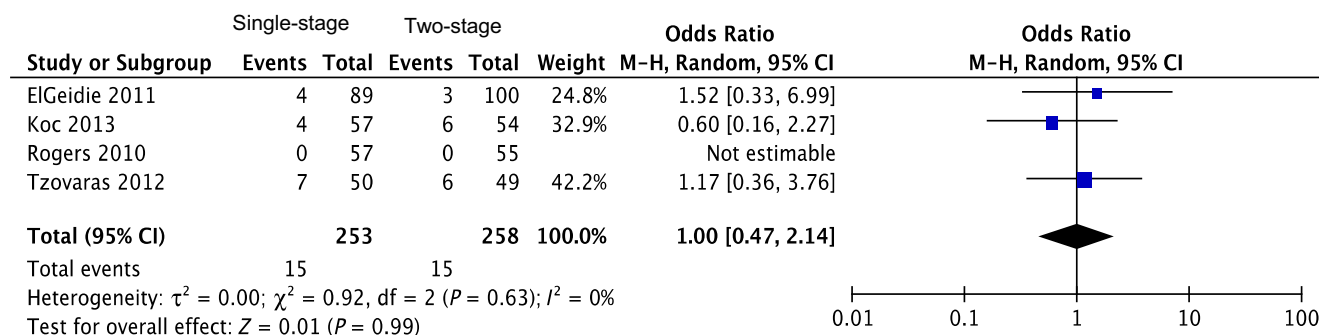 Single-stage Two-stage Odds Ratio Odds Ratio
Study or Subgroup Events Total Events Total Weight M-H, Random, 95% CI M-H, Random, 95% CI
ElGeidie 2011 4 89 3 100 24.8% 1.52 [0.33, 6.99]
Koc 2013 4 57 6 54 32.9% 0.60 [0.16, 2.27]
Rogers 2010 0 57 0 55 Not estimable
Tzovaras 2012 7 50 6 49 42.2% 1.17 [0.36, 3.76]
Total (95% CI) 253 258 100.0% 1.00 [0.47, 2.14]
Total events 15 15
Heterogeneity: τ² = 0.00; χ² = 0.92, df = 2 (P = 0.63); I² = 0%
Test for overall effect: Z = 0.01 (P = 0.99)
0.01 0.1 1 10 100